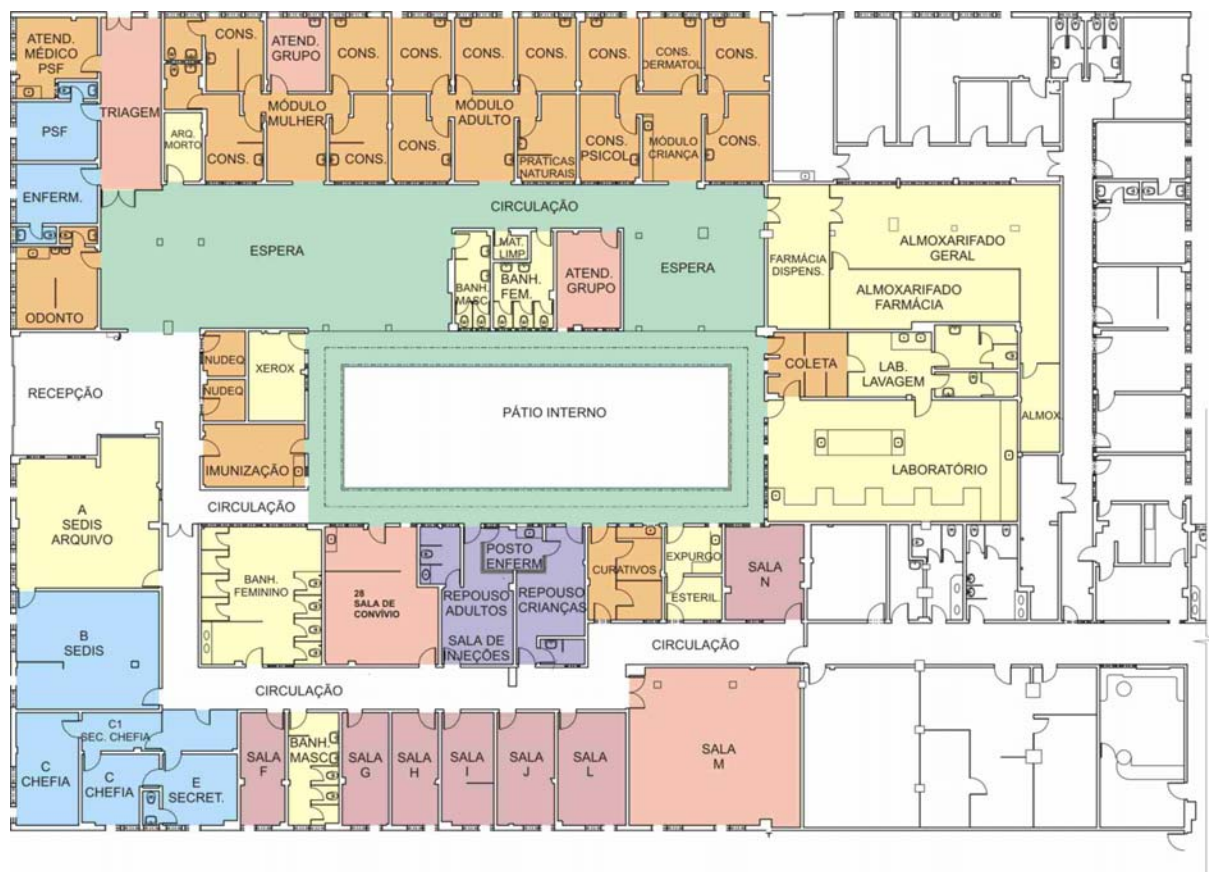 ATEND.
MÉDICO
PSF
TRIAGEM
CONS.
ATEND.
GRUPO
CONS.
CONS.
CONS.
CONS.
CONS.
CONS.
DERMATOL.
CONS.
PSF
ARQ.
MORTO
MÓDULO
MULHER
CONS.
CONS.
MÓDULO
ADULTO
CONS.
PRÁTICAS
NATURAIS
CONS.
PSICOL.
MÓDULO
CRIANÇA
CONS.
ENFERM.
CIRCULAÇÃO
ESPERA
MAT.
LIMP.
BANH.
MASC.
BANH.
FEM.
ATEND.
GRUPO
ESPERA
FARMÁCIA
DISPENS.
ALMOXARIFADO
GERAL
ALMOXARIFADO
FARMÁCIA
ODONTO
RECEPÇÃO
NUDEQ
NUDEQ
XEROX
PÁTIO INTERNO
COLETA
LAB.
LAVAGEM
ALMOX.
IMUNIZAÇÃO
LABORATÓRIO
CIRCULAÇÃO
A
SEDIS
ARQUIVO
BANH.
FEMININO
28
SALA DE
CONVÍVIO
POSTO
ENFERM.
REPOUSO
ADULTOS
SALA DE
INJEÇÕES
REPOUSO
CRIANÇAS
CURATIVOS
EXPURGO
ESTERIL.
SALA
N
B
SEDIS
CIRCULAÇÃO
CIRCULAÇÃO
C1
SEC. CHEFIA
C
CHEFIA
C
CHEFIA
E
SECRET.
SALA
F
BANH.
MASC.
SALA
G
SALA
H
SALA
I
SALA
J
SALA
L
SALA
M